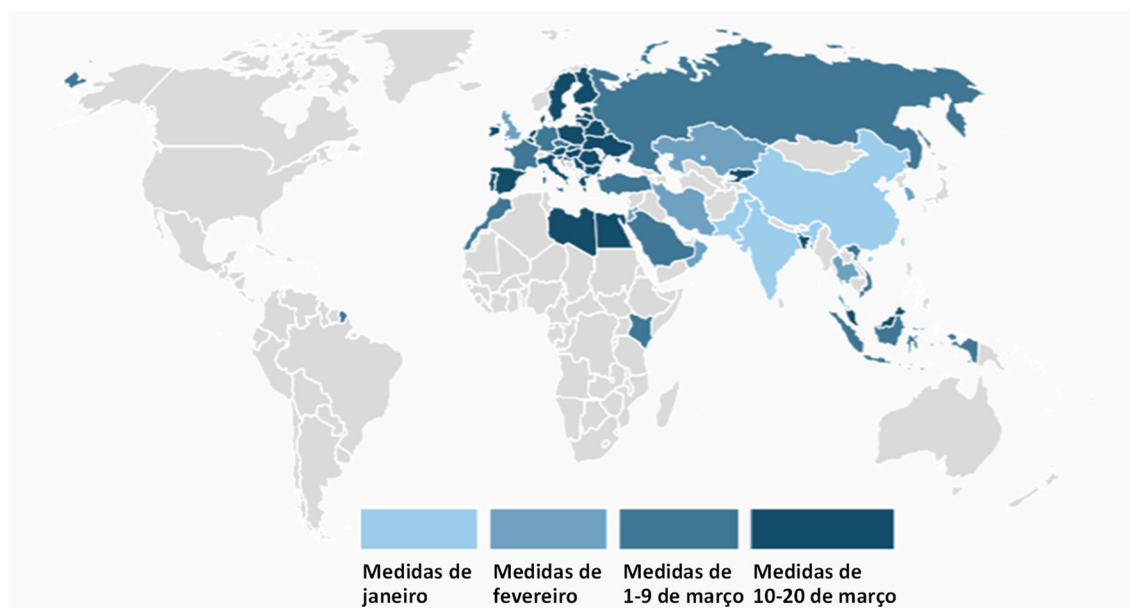 Medidas de
janeiro
Medidas de
fevereiro
Medidas de
1-9 de março
Medidas de
10-20 de março